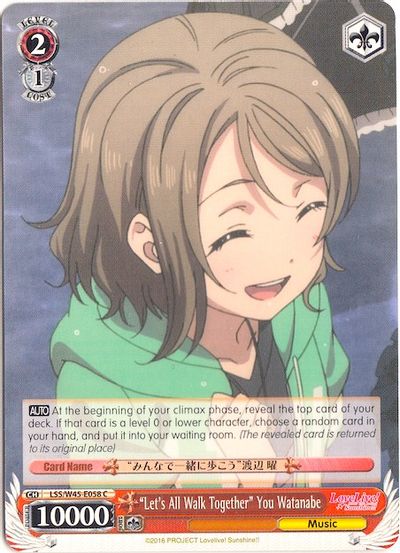 LEVEL
2
1
COST
AUTO At the beginning of your climax phase, reveal the top card of your
deck. If that card is a level 0 or lower character, choose a random card
in your hand, and put it into your waiting room. (The revealed card is
returned to its original place)
Card Name
“みんなで一緒に歩こう”渡辺 曜
CH LSS/W45-E058 C
10000
“Let's All Walk Together” You Watanabe
LoveLive!
Sunshine!!
Music
©2016 PROJECT Lovelive! Sunshine!!